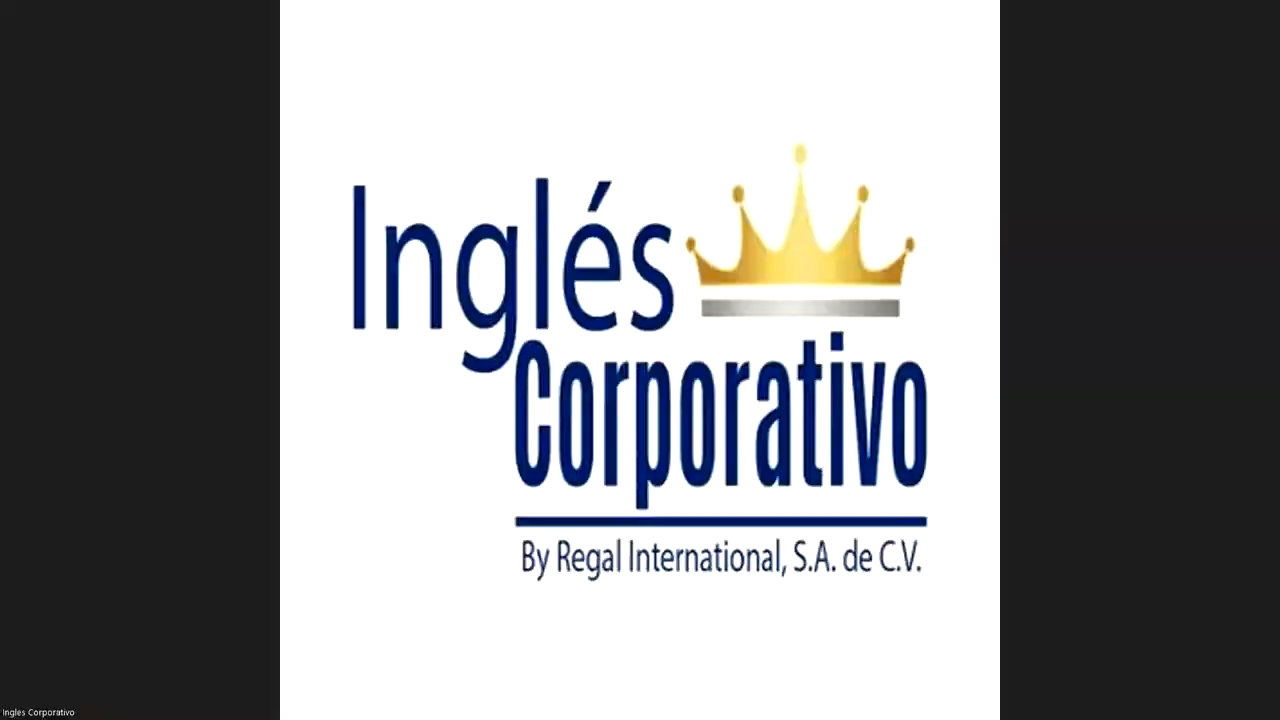 Inglés
Corporativo
By Regal International, S.A. de C.V.
Ingles Corporativo